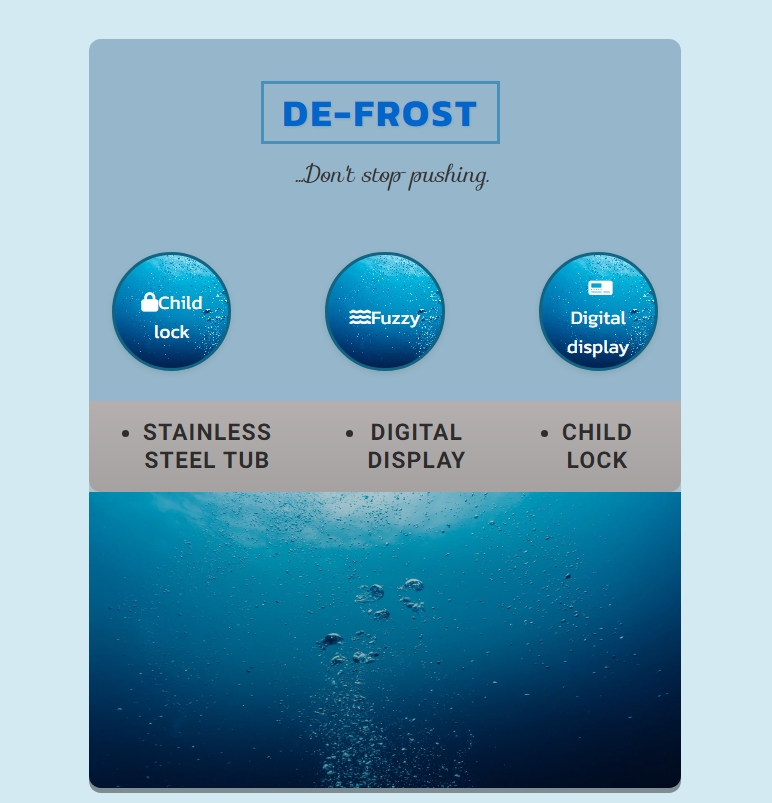 DE-FROST
...Don't stop pushing.
Child
lock
Fuzzy
Digital
display
• STAINLESS
STEEL TUB
• DIGITAL
DISPLAY
• CHILD
LOCK